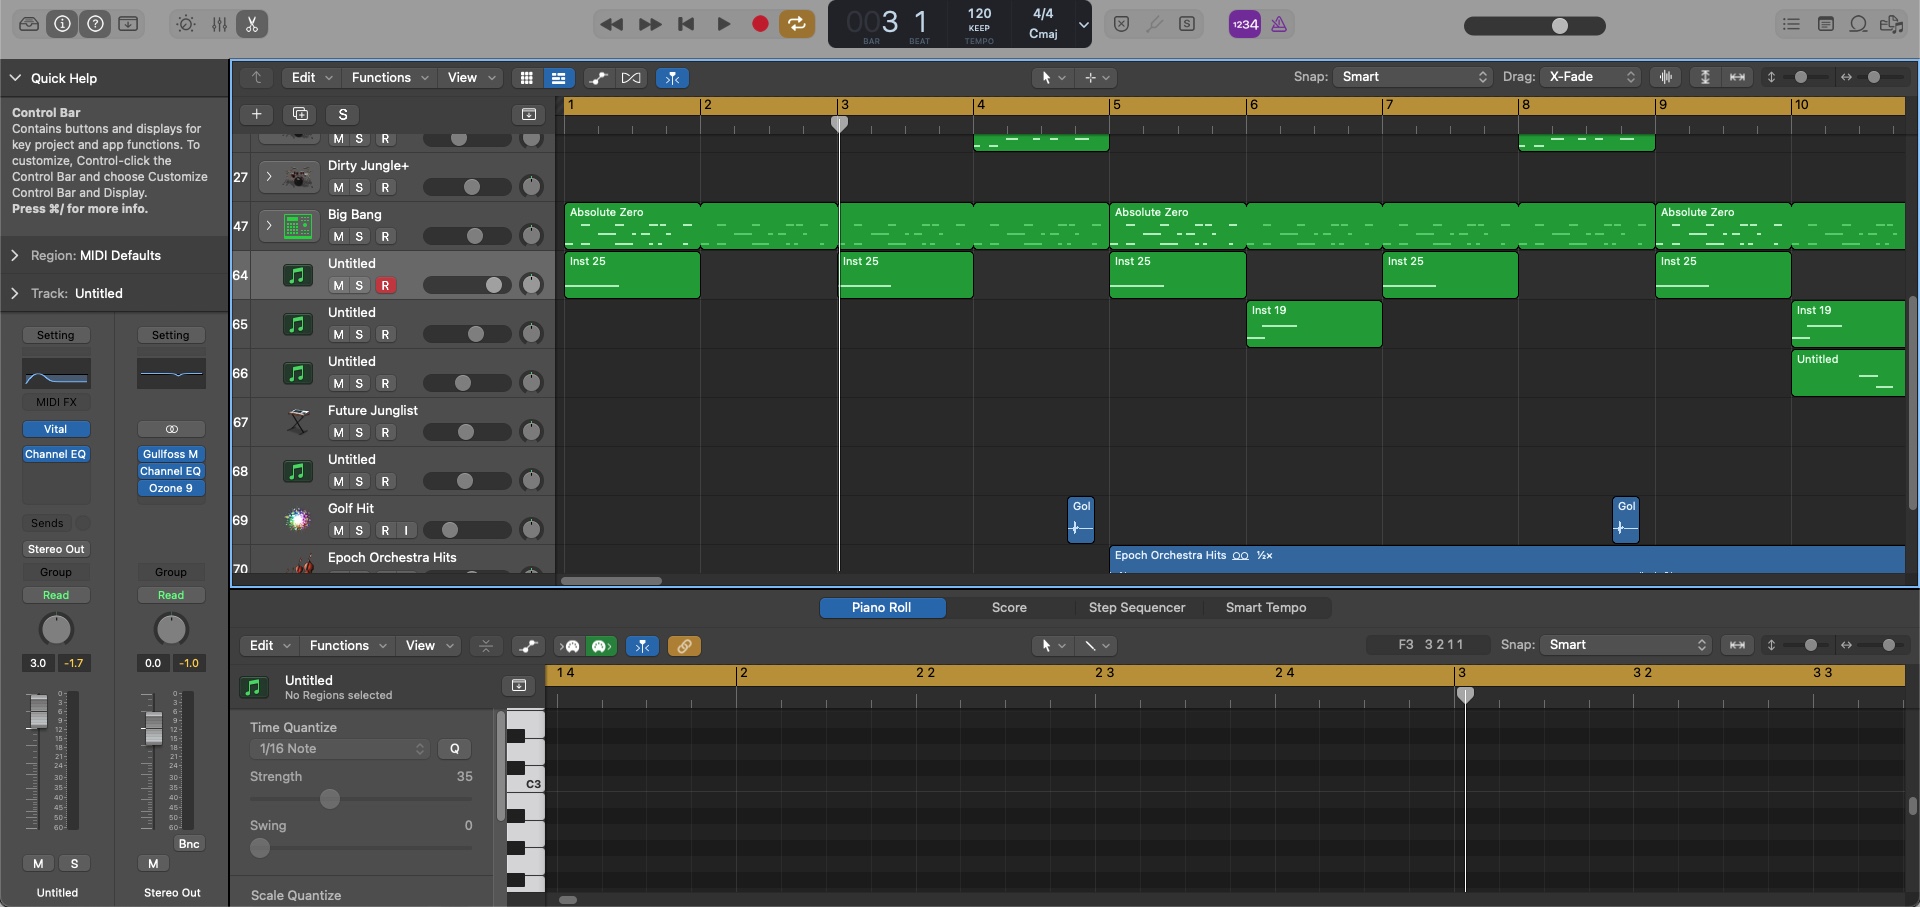 003 1
BAR BEAT
120
KEEP
TEMPO
4/4
Cmaj
S
1234
Quick Help
Control Bar
Contains buttons and displays for
key project and app functions. To
customize, Control-click the
Control Bar and choose Customize
Control Bar and Display.
Press ⌘/ for more info.
Region: MIDI Defaults
Track: Untitled
Setting Setting
MIDI FX
Vital
Channel EQ Gullfoss M
Channel EQ
Ozone 9
Sends
Stereo Out
Group Group
Read Read
3.0 -1.7 0.0 -1.0
Bnc
M S M
Untitled Stereo Out
Edit Functions View
Snap: Smart Drag: X-Fade
S
1 2 3 4 5 6 7 8 9 10
M S R
27 Dirty Jungle+
M S R
47 Big Bang
M S R
Absolute Zero Absolute Zero Absolute Zero
64 Untitled
M S R
Inst 25 Inst 25 Inst 25 Inst 25 Inst 25
65 Untitled
M S R
Inst 19 Inst 19
66 Untitled
M S R
Untitled
67 Future Junglist
M S R
68 Untitled
M S R
69 Golf Hit
M S R I
Gol Gol
70 Epoch Orchestra Hits
Epoch Orchestra Hits ½×
Piano Roll Score Step Sequencer Smart Tempo
Edit Functions View
F3 3 2 1 1 Snap: Smart
1 4 2 2 2 2 3 2 4 3 3 2 3 3
Untitled
No Regions selected
Time Quantize
1/16 Note Q
Strength 35
Swing 0
Scale Quantize
C3